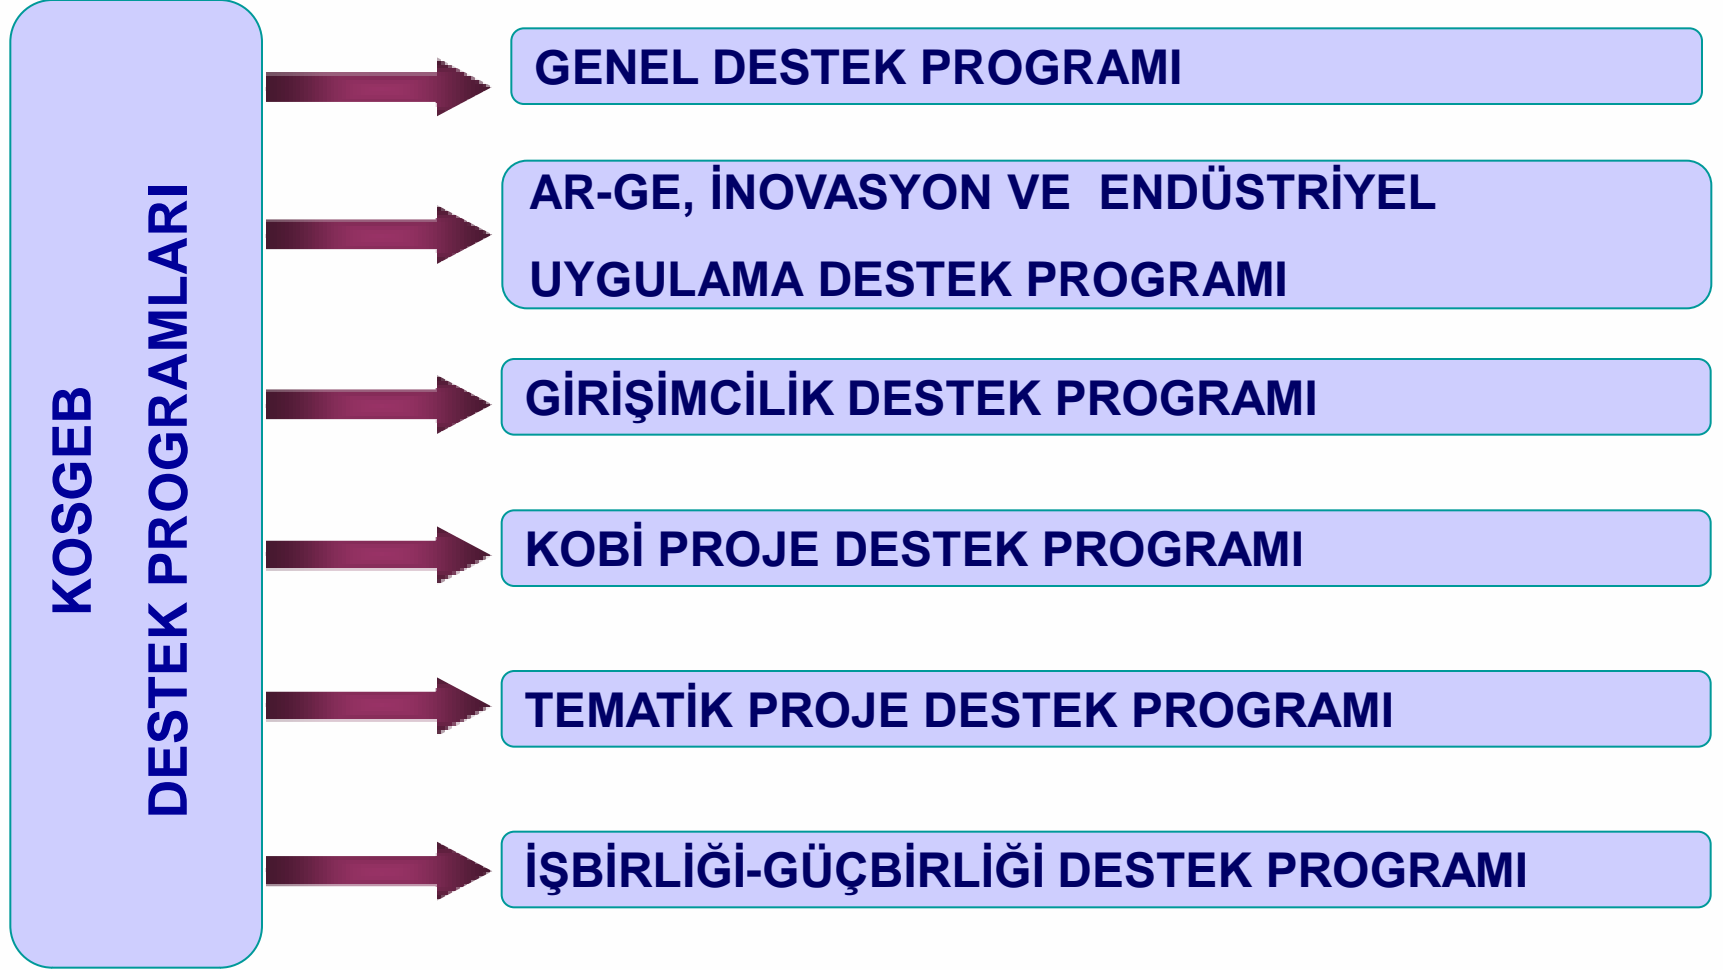 KOSGEB
DESTEK PROGRAMLARI
GENEL DESTEK PROGRAMI
AR-GE, İNOVASYON VE  ENDÜSTRİYEL
UYGULAMA DESTEK PROGRAMI
GİRİŞİMCİLİK DESTEK PROGRAMI
KOBİ PROJE DESTEK PROGRAMI
TEMATİK PROJE DESTEK PROGRAMI
İŞBİRLİĞİ-GÜÇBİRLİĞİ DESTEK PROGRAMI